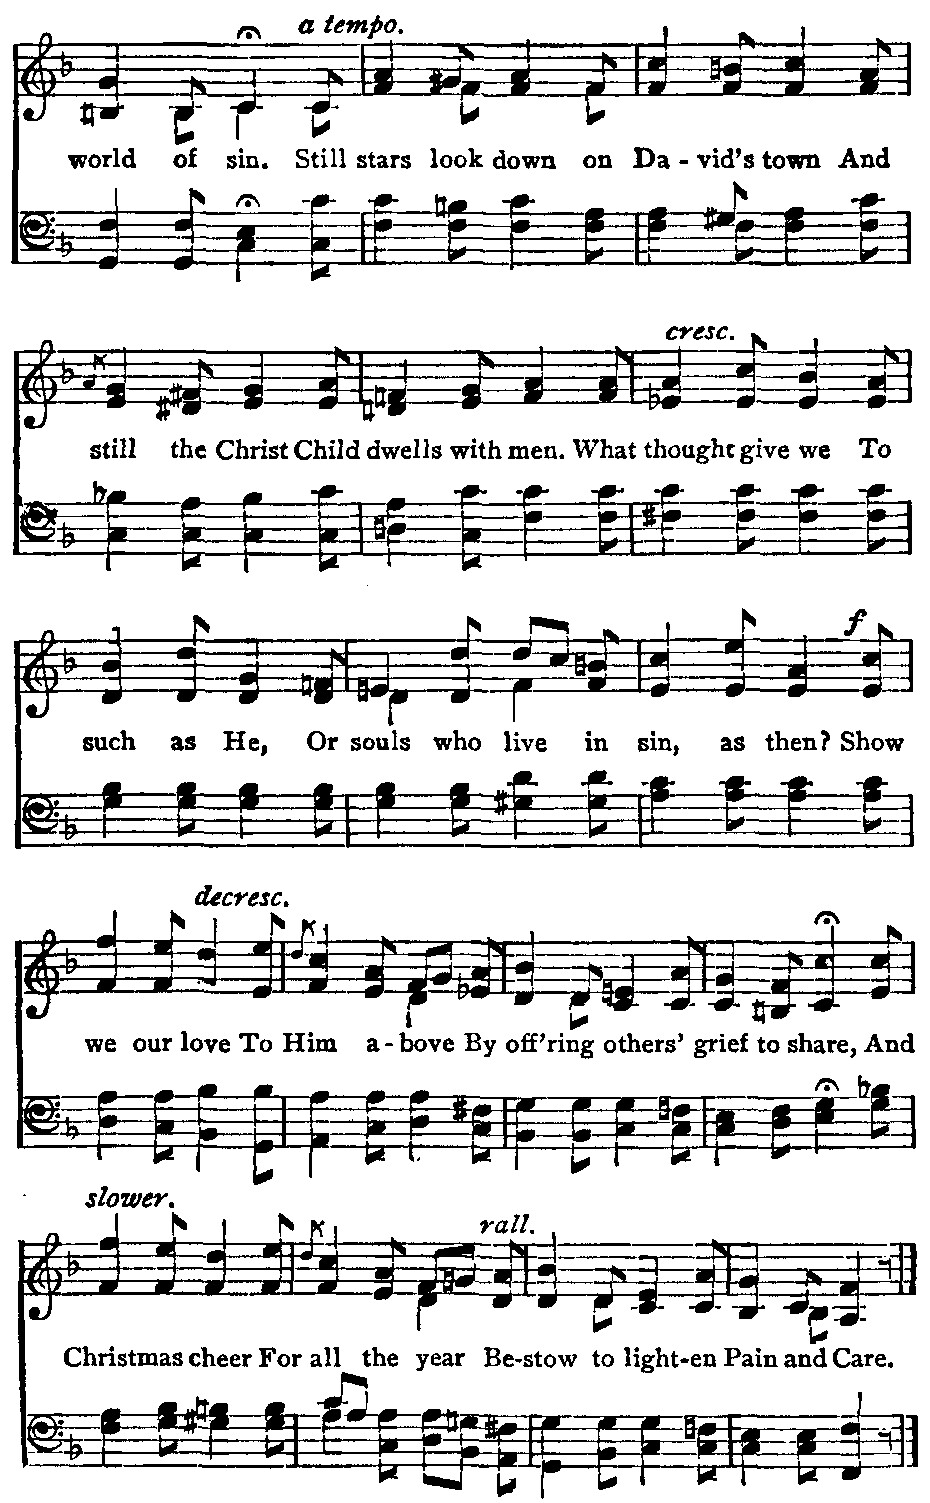 a tempo.
world of sin. Still stars look down on Da - vid's town And
cresc.
still the Christ Child dwells with men. What thought give we To
f
such as He, Or souls who live in sin, as then? Show
decresc.
we our love To Him a - bove By off'ring others' grief to share, And
slower.
rall.
Christmas cheer For all the year Be-stow to light-en Pain and Care.